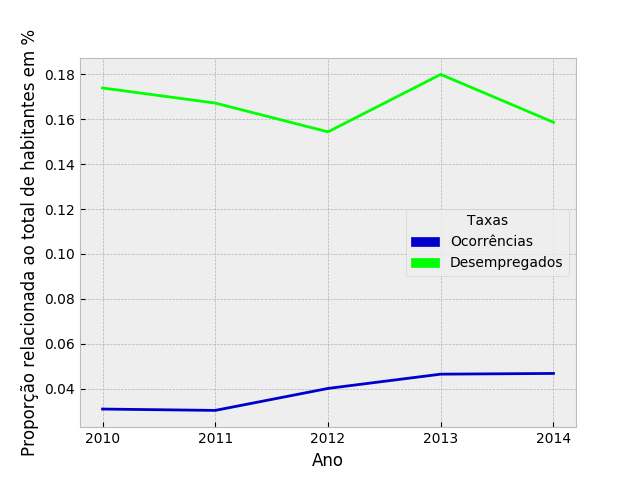 Proporção relacionada ao total de habitantes em %
0.18
0.16
0.14
0.12
0.10
0.08
0.06
0.04
Taxas
Ocorrências
Desempregados
2010 2011 2012 2013 2014
Ano